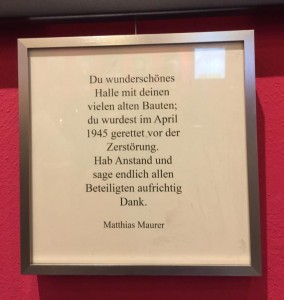 Du wunderschönes
Halle mit deinen
vielen alten Bauten;
du wurdest im April
1945 gerettet vor der
Zerstörung.
Hab Anstand und
sage endlich allen
Beteiligten aufrichtig
Dank.
Matthias Maurer